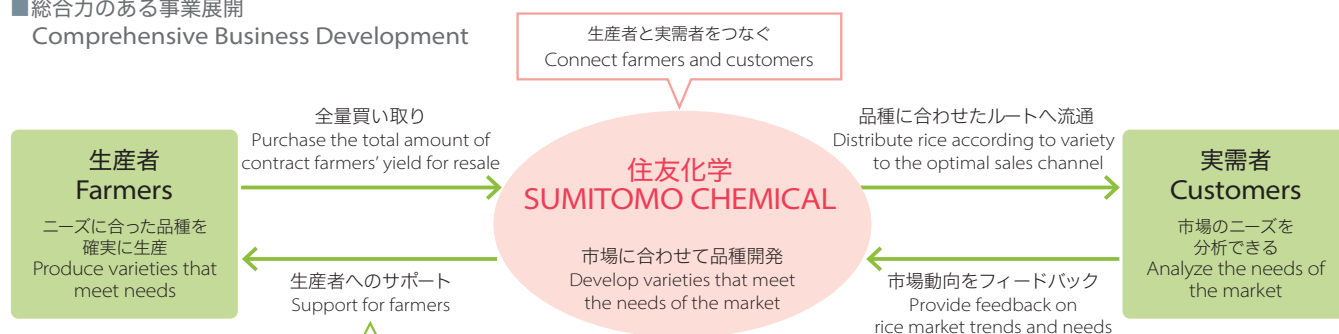 ■総合力のある事業展開
Comprehensive Business Development
生産者と実需者をつなぐ
Connect farmers and customers
全量買い取り
Purchase the total amount of
contract farmers' yield for resale
品種に合わせたルートへ流通
Distribute rice according to variety
to the optimal sales channel
生産者
Farmers
ニーズに合った品種を
確実に生産
Produce varieties that
meet needs
住友化学
SUMITOMO CHEMICAL
市場に合わせて品種開発
Develop varieties that meet
the needs of the market
実需者
Customers
市場のニーズを
分析できる
Analyze the needs of
the market
生産者へのサポート
Support for farmers
市場動向をフィードバック
Provide feedback on
rice market trends and needs